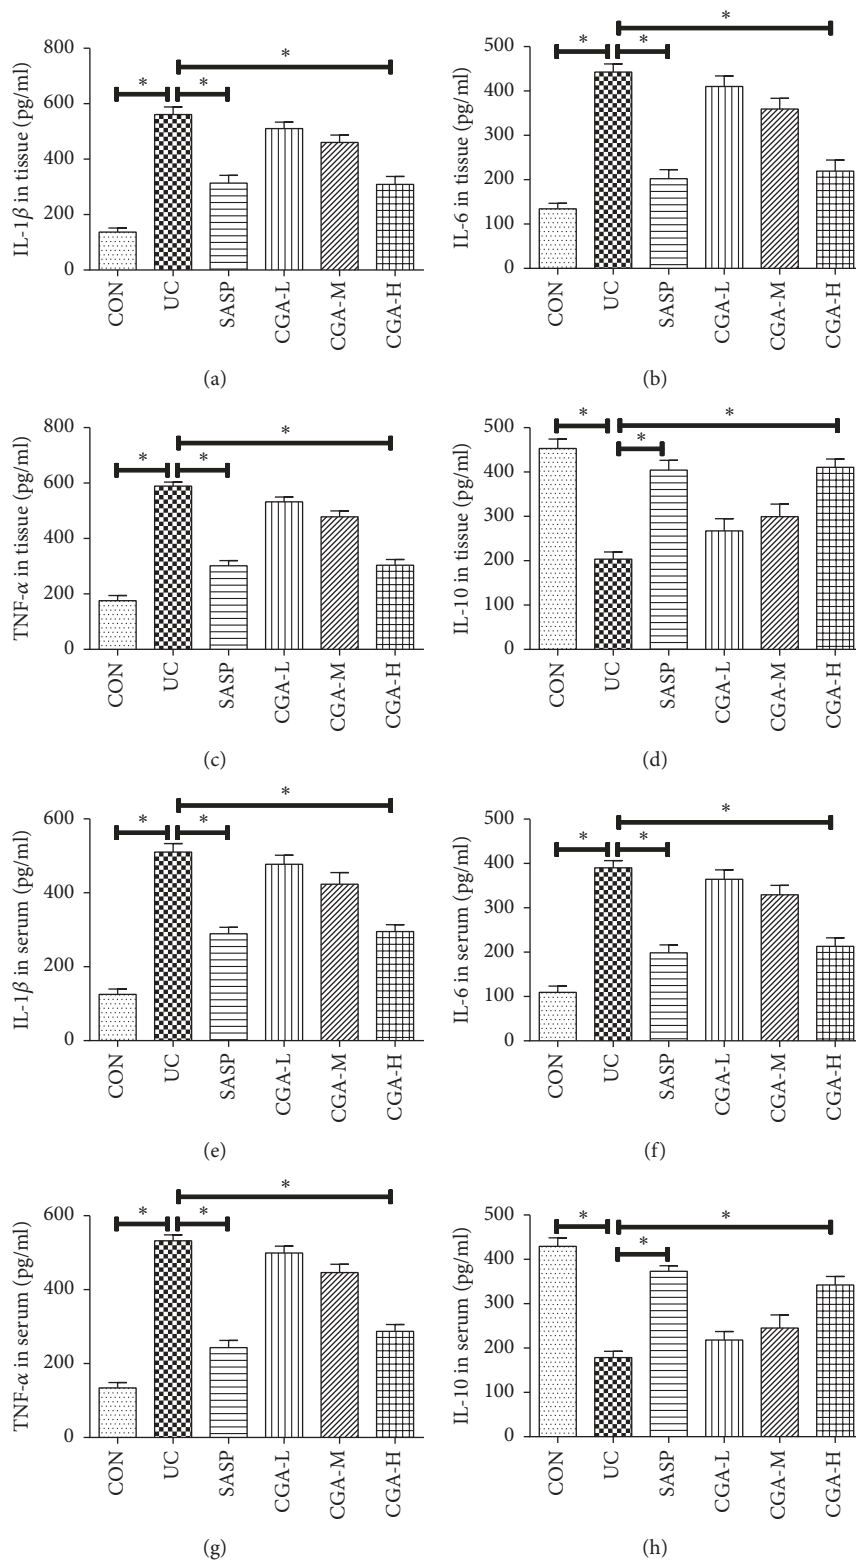 *
*
*
IL-1β in tissue (pg/ml)
800
600
400
200
0
CON
UC
SASP
CGA-L
CGA-M
CGA-H
(a)
*
*
*
IL-6 in tissue (pg/ml)
500
400
300
200
100
0
CON
UC
SASP
CGA-L
CGA-M
CGA-H
(b)
*
*
*
TNF-α in tissue (pg/ml)
800
600
400
200
0
CON
UC
SASP
CGA-L
CGA-M
CGA-H
(c)
*
*
*
IL-10 in tissue (pg/ml)
500
400
300
200
100
0
CON
UC
SASP
CGA-L
CGA-M
CGA-H
(d)
*
*
*
IL-1β in serum (pg/ml)
600
400
200
0
CON
UC
SASP
CGA-L
CGA-M
CGA-H
(e)
*
*
*
IL-6 in serum (pg/ml)
500
400
300
200
100
0
CON
UC
SASP
CGA-L
CGA-M
CGA-H
(f)
*
*
*
TNF-α in serum (pg/ml)
600
400
200
0
CON
UC
SASP
CGA-L
CGA-M
CGA-H
(g)
*
*
*
IL-10 in serum (pg/ml)
500
400
300
200
100
0
CON
UC
SASP
CGA-L
CGA-M
CGA-H
(h)